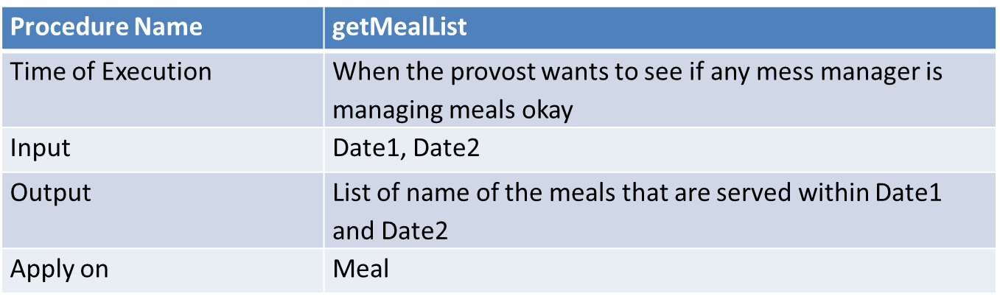 Procedure Name getMealList
Time of Execution When the provost wants to see if any mess manager is
managing meals okay
Input Date1, Date2
Output List of name of the meals that are served within Date1
and Date2
Apply on Meal